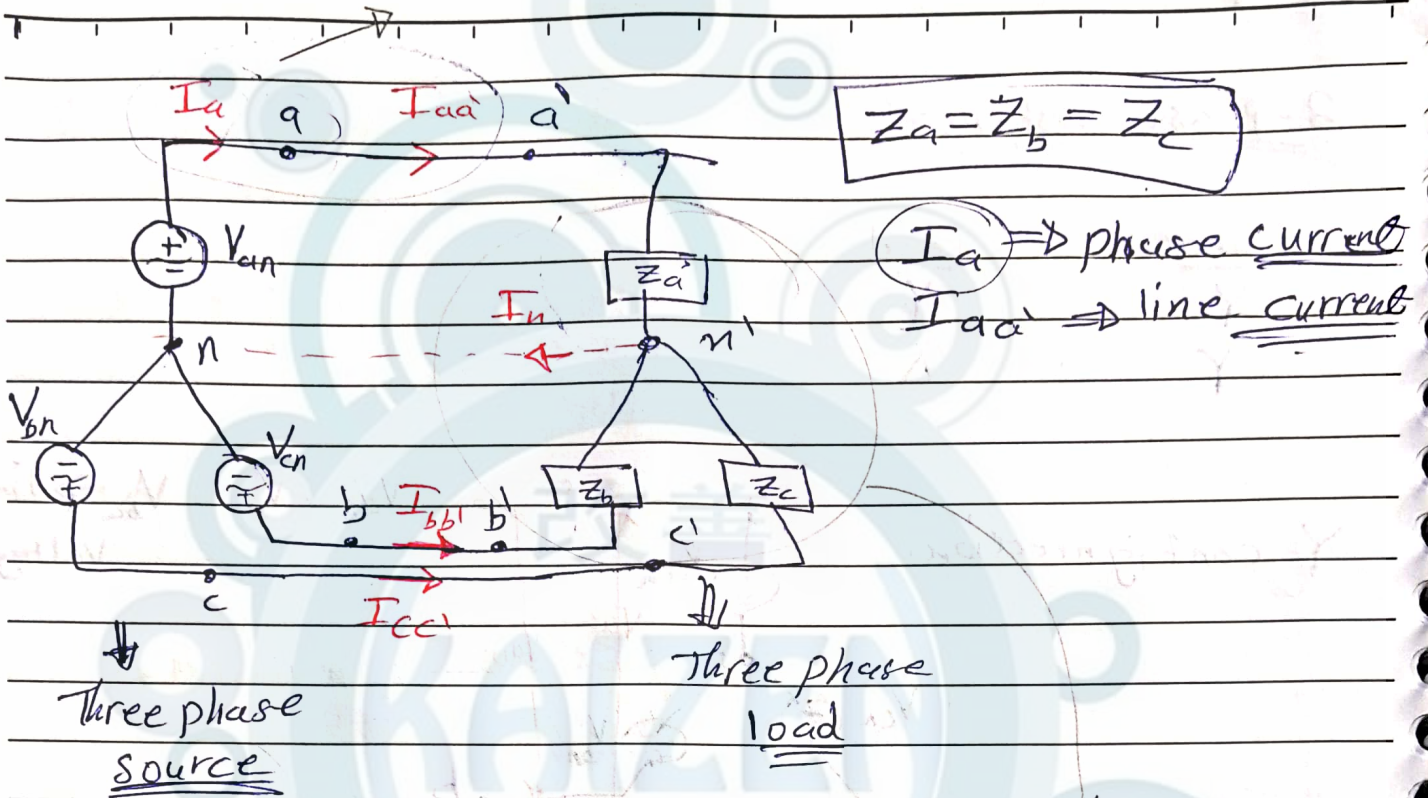 Ia
a
Iaa'
a'
Za = Zb = Zc
+
Van
Za'
Ia => phase current
Iaa' => line current
In
n
n'
Vbn
Vcn
Zb
Zc
b
Ibb'
b'
c'
c
Icc'
Three phase
source
Three phase
load
KAIZEN